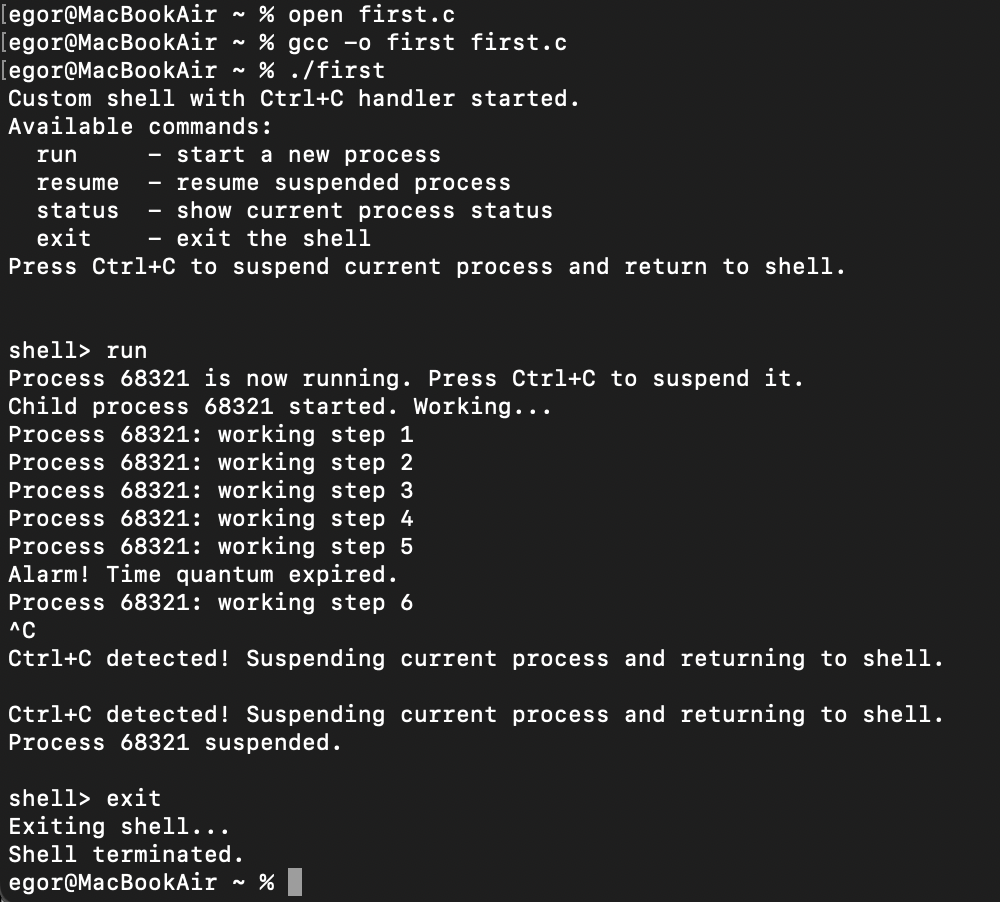 [egor@MacBookAir ~ % open first.c
[egor@MacBookAir ~ % gcc -o first first.c
[egor@MacBookAir ~ % ./first
Custom shell with Ctrl+C handler started.
Available commands:
  run     - start a new process
  resume  - resume suspended process
  status  - show current process status
  exit    - exit the shell
Press Ctrl+C to suspend current process and return to shell.
shell> run
Process 68321 is now running. Press Ctrl+C to suspend it.
Child process 68321 started. Working...
Process 68321: working step 1
Process 68321: working step 2
Process 68321: working step 3
Process 68321: working step 4
Process 68321: working step 5
Alarm! Time quantum expired.
Process 68321: working step 6
^C
Ctrl+C detected! Suspending current process and returning to shell.
Ctrl+C detected! Suspending current process and returning to shell.
Process 68321 suspended.
shell> exit
Exiting shell...
Shell terminated.
egor@MacBookAir ~ %